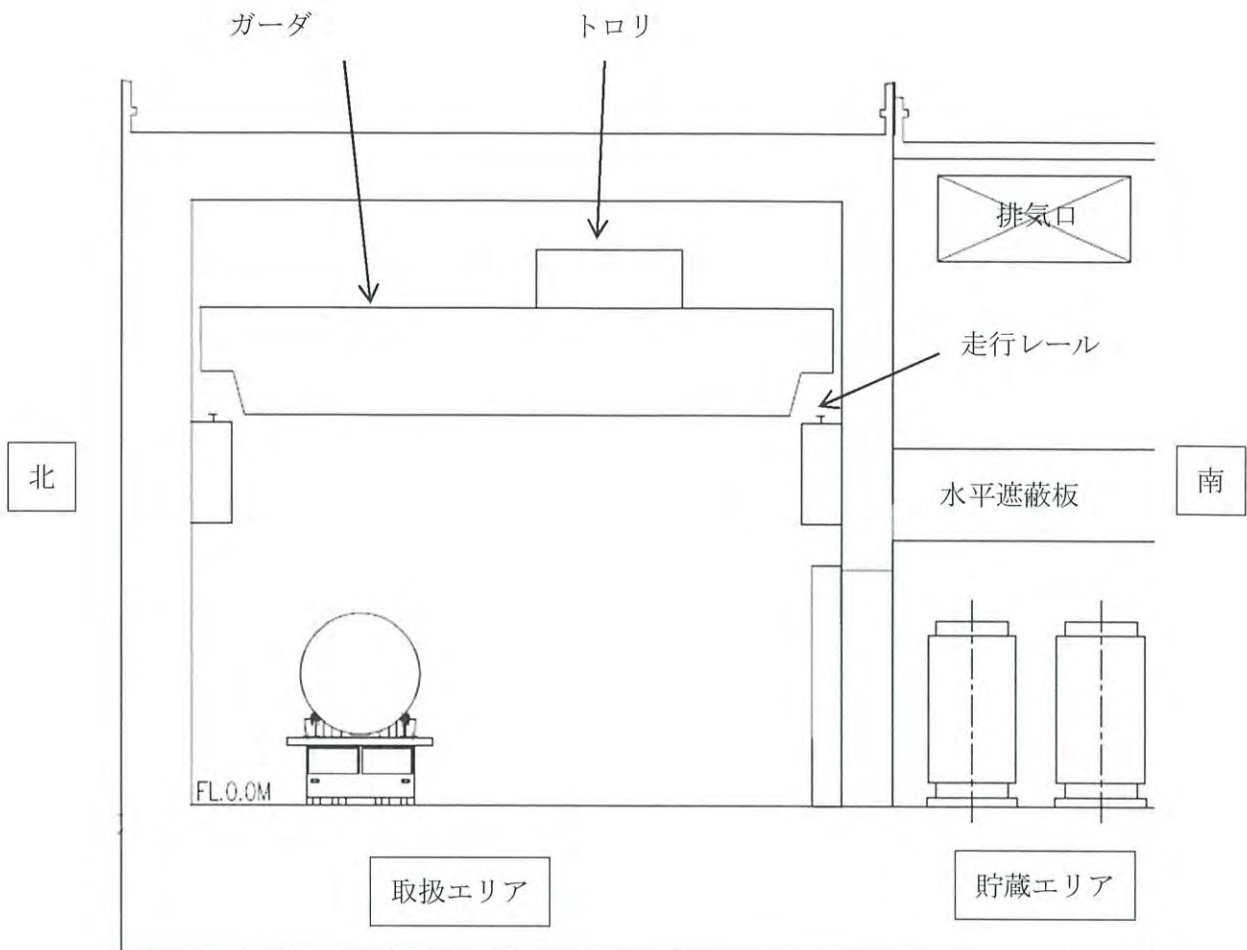 ガーダ
トロリ
排気口
走行レール
北
水平遮蔽板
南
FL.0.0M
取扱エリア
貯蔵エリア